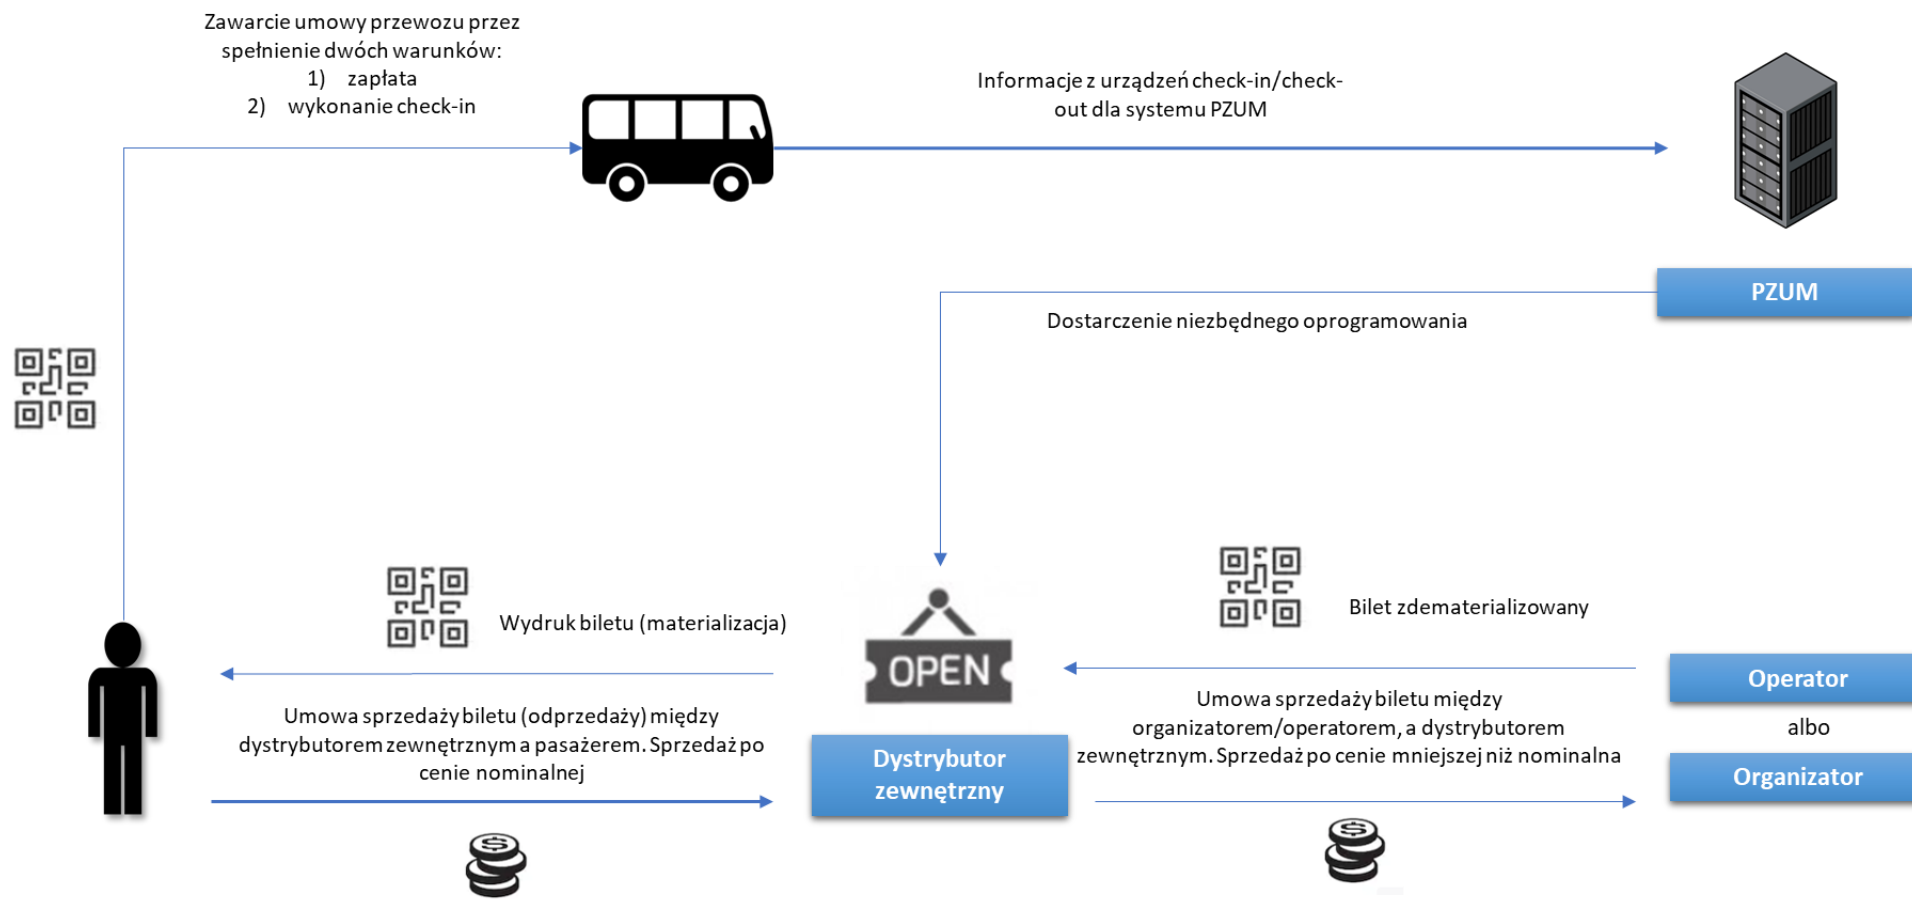 Zawarcie umowy przewozu przez
spełnienie dwóch warunków:
1) zapłata
2) wykonanie check-in
Informacje z urządzeń check-in/check-
out dla systemu PZUM
PZUM
Dostarczenie niezbędnego oprogramowania
Wydruk biletu (materializacja)
OPEN
Bilet zdematerializowany
Umowa sprzedaży biletu (odprzedaży) między
dystrybutorem zewnętrznym a pasażerem. Sprzedaż po
cenie nominalnej
Dystrybutor
zewnętrzny
Umowa sprzedaży biletu między
organizatorem/operatorem, a dystrybutorem
zewnętrznym. Sprzedaż po cenie mniejszej niż nominalna
Operator
albo
Organizator